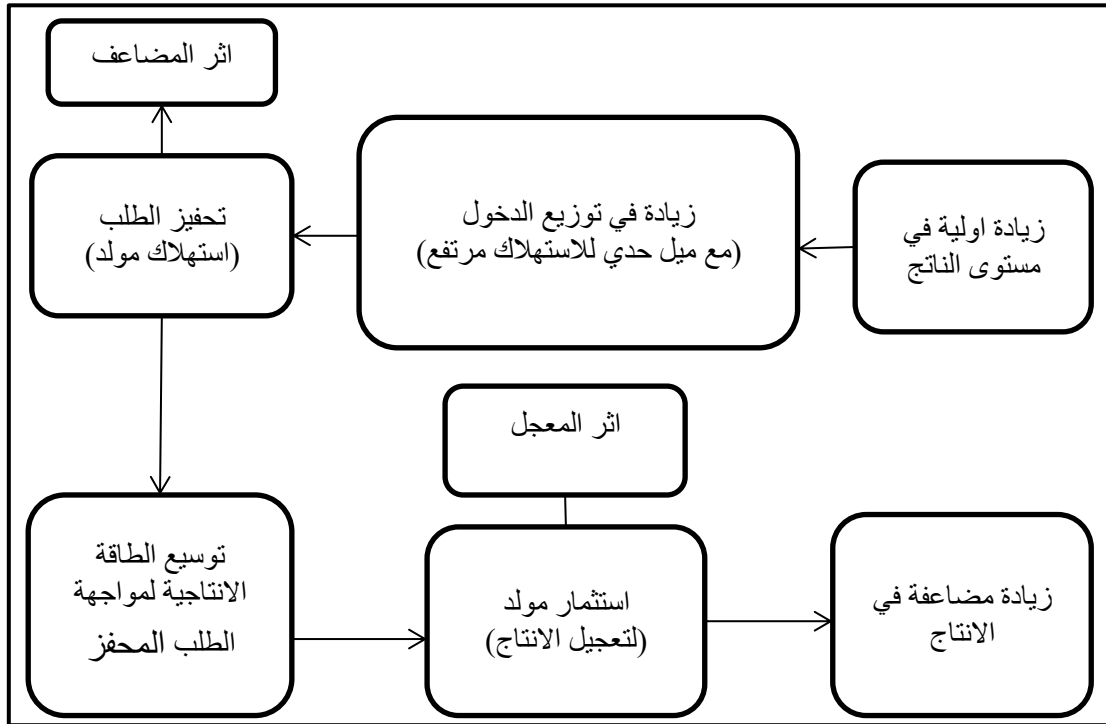 اثر المضاعف
زيادة اولية في
مستوى الناتج
زيادة في توزيع الدخول
(مع ميل حدي للاستهلاك مرتفع)
تحفيز الطلب
(استهلاك مولد)
اثر المعجل
توسيع الطاقة
الانتاجية لمواجهة
الطلب المحفز
استثمار مولد
(لتعجيل الانتاج)
زيادة مضاعفة في
الانتاج